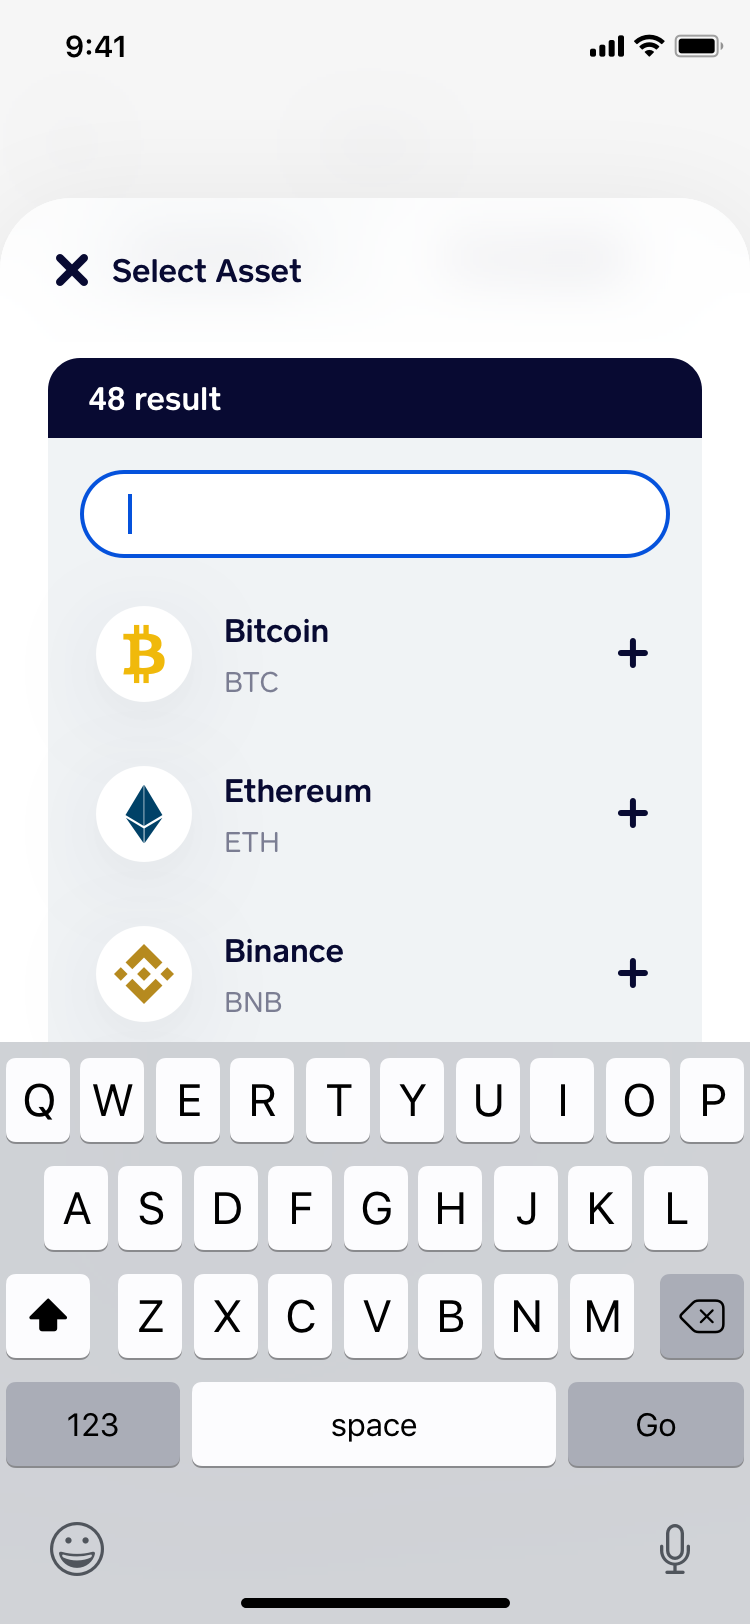 9:41
Select Asset
48 result
Bitcoin
BTC
Ethereum
ETH
Binance
BNB
Q W E R T Y U I O P
A S D F G H J K L
Z X C V B N M
123 space Go